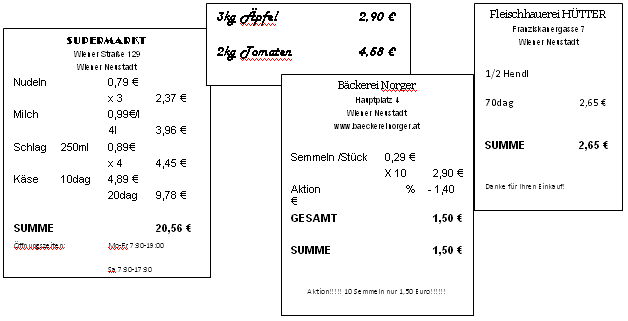 SUPERMARKT
Wiener Straße 129
Wiener Neustadt
Nudeln 0,79 €
x 3 2,37 €
Milch 0,99€/l
4l 3,96 €
Schlag 250ml 0,89€
x 4 4,45 €
Käse 10dag 4,89 €
20dag 9,78 €
SUMME 20,56 €
Öffnungszeiten: Mo-Fr 7:30-19:00
Sa 7:30-17:30
3kg Äpfel 2,90 €
2kg Tomaten 4,58 €
Bäckerei Norger
Hauptplatz 4
Wiener Neustadt
www.baeckereinorger.at
Semmeln /Stück 0,29 €
X 10 2,90 €
Aktion % - 1,40
€
GESAMT 1,50 €
SUMME 1,50 €
Aktion!!!!! 10 Semmeln nur 1,50 Euro!!!!!!
Fleischhauerei HÜTTER
Franziskanergasse 7
Wiener Neustadt
1/2 Hendl
70dag 2,65 €
SUMME 2,65 €
Danke für Ihren Einkauf!